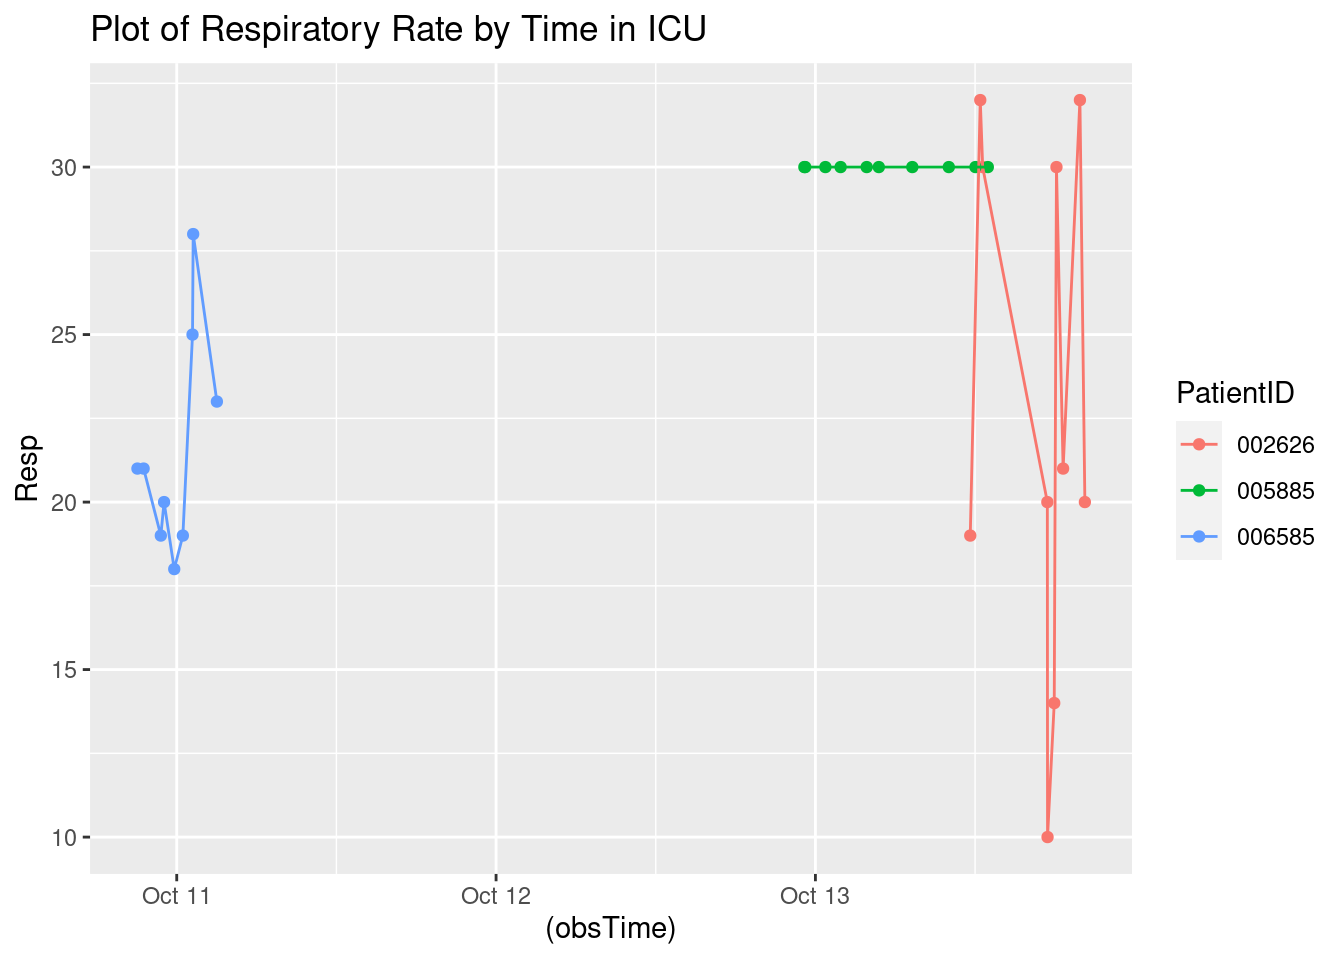 Plot of Respiratory Rate by Time in ICU
Resp
30
25
20
15
10
Oct 11
Oct 12
Oct 13
(obsTime)
PatientID
002626
005885
006585